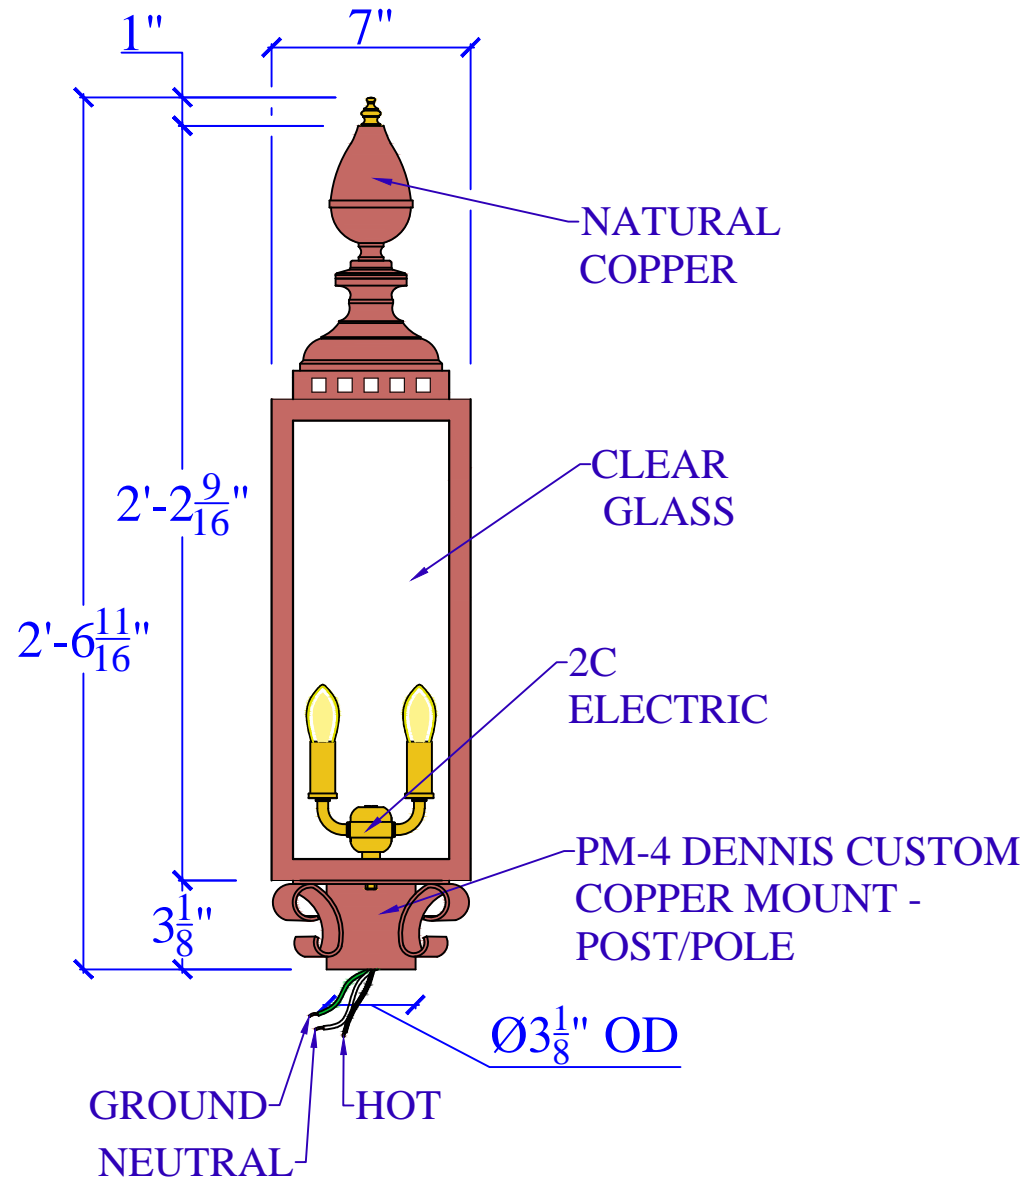 1"
7"
NATURAL
COPPER
CLEAR
GLASS
2'-2 9/16"
2'-6 11/16"
2C
ELECTRIC
PM-4 DENNIS CUSTOM
COPPER MOUNT -
POST/POLE
3 1/8"
Ø3 1/8" OD
GROUND
HOT
NEUTRAL